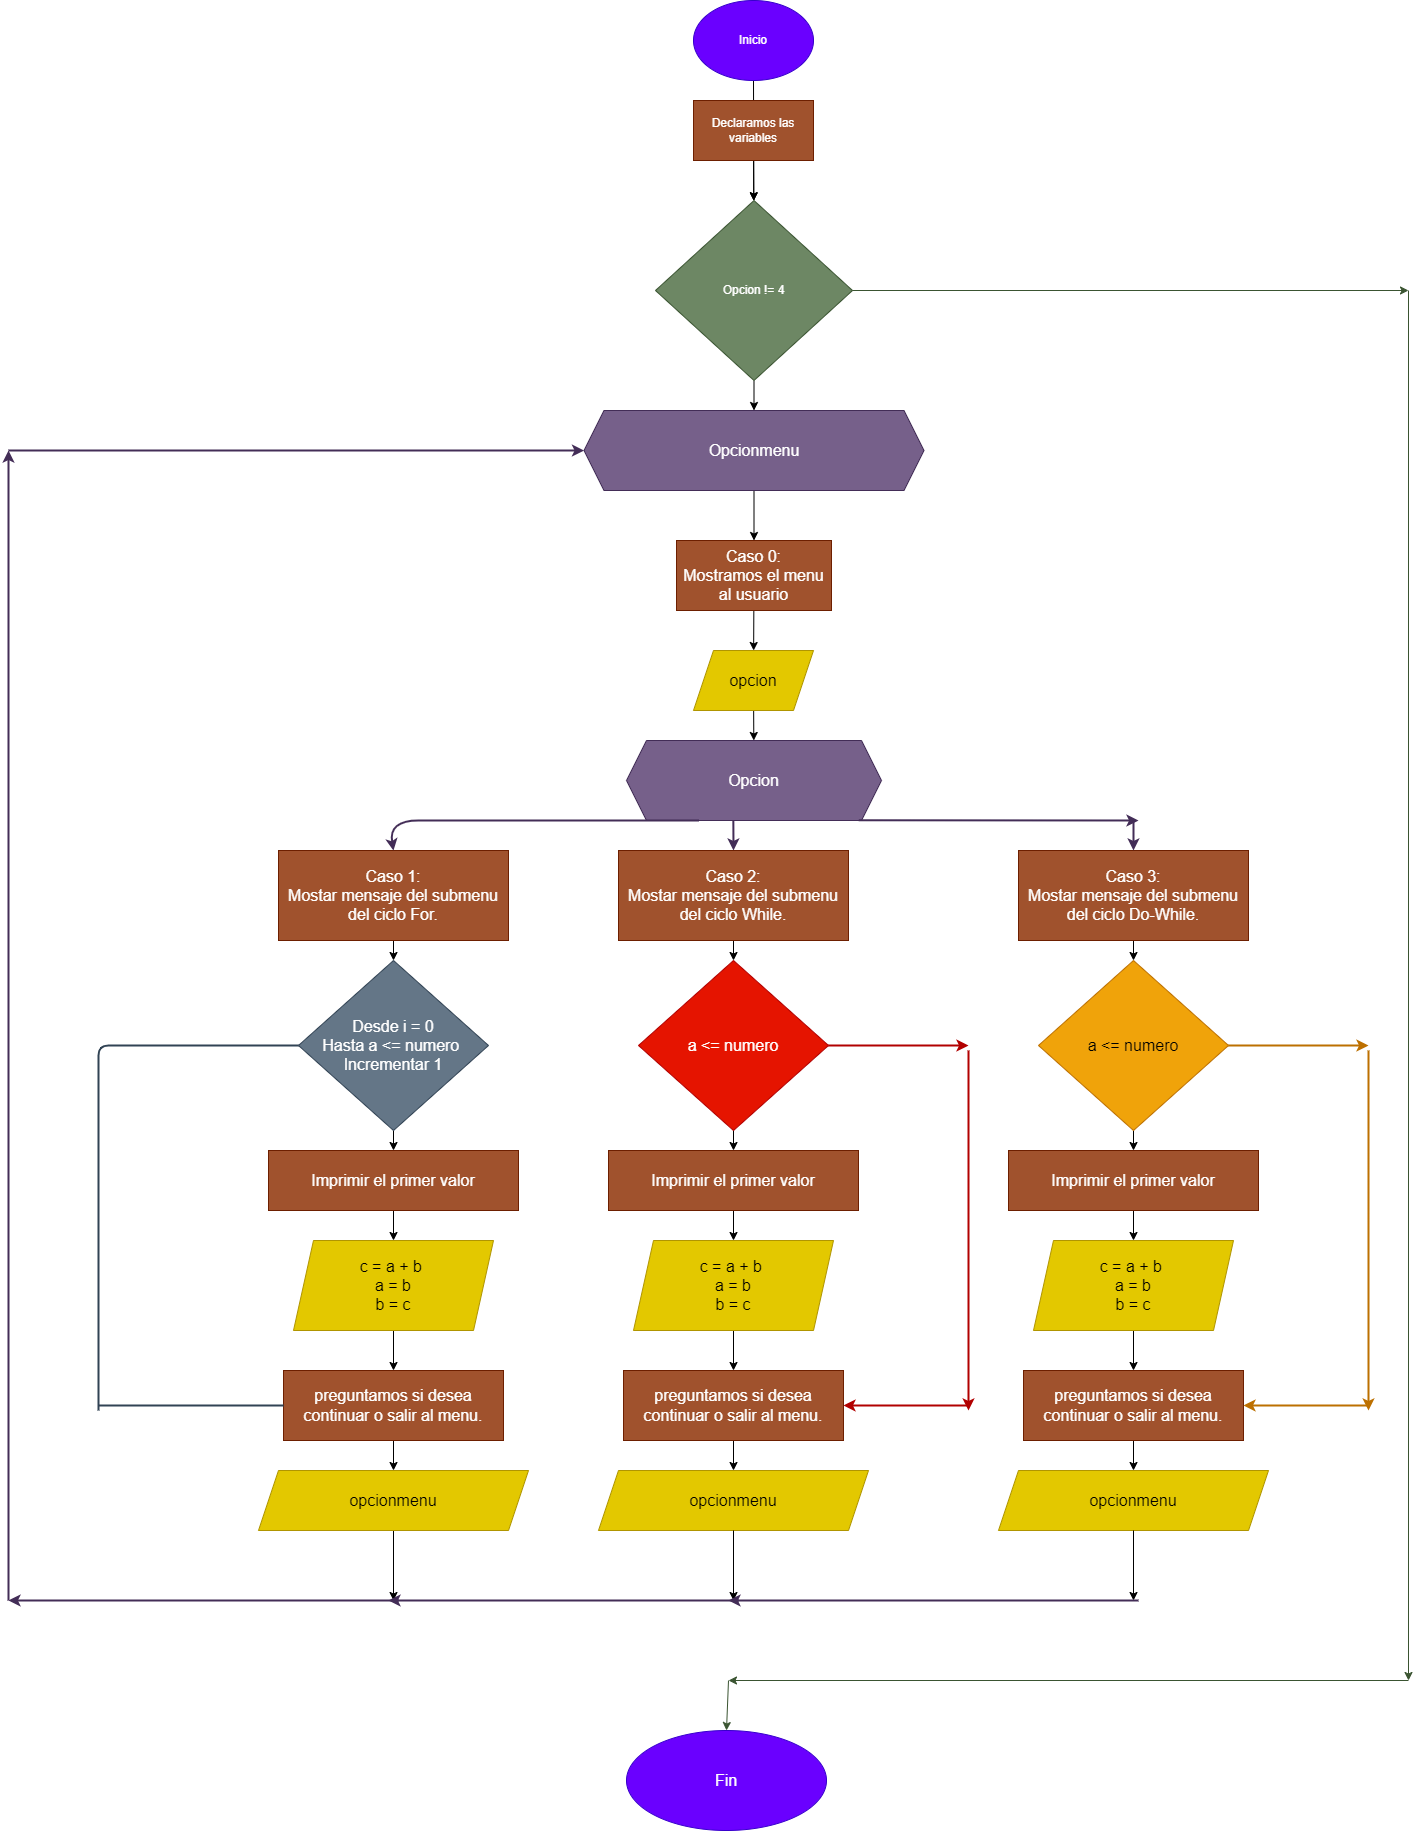 Inicio
Declaramos las
variables
Opcion != 4
Opcionmenu
Caso 0:
Mostramos el menu
al usuario
opcion
Opcion
Caso 1:
Mostar mensaje del submenu
del ciclo For.
Caso 2:
Mostar mensaje del submenu
del ciclo While.
Caso 3:
Mostar mensaje del submenu
del ciclo Do-While.
Desde i = 0
Hasta a <= numero
Incrementar 1
a <= numero
a <= numero
Imprimir el primer valor
Imprimir el primer valor
Imprimir el primer valor
c = a + b
a = b
b = c
c = a + b
a = b
b = c
c = a + b
a = b
b = c
preguntamos si desea
continuar o salir al menu.
preguntamos si desea
continuar o salir al menu.
preguntamos si desea
continuar o salir al menu.
opcionmenu
opcionmenu
opcionmenu
Fin